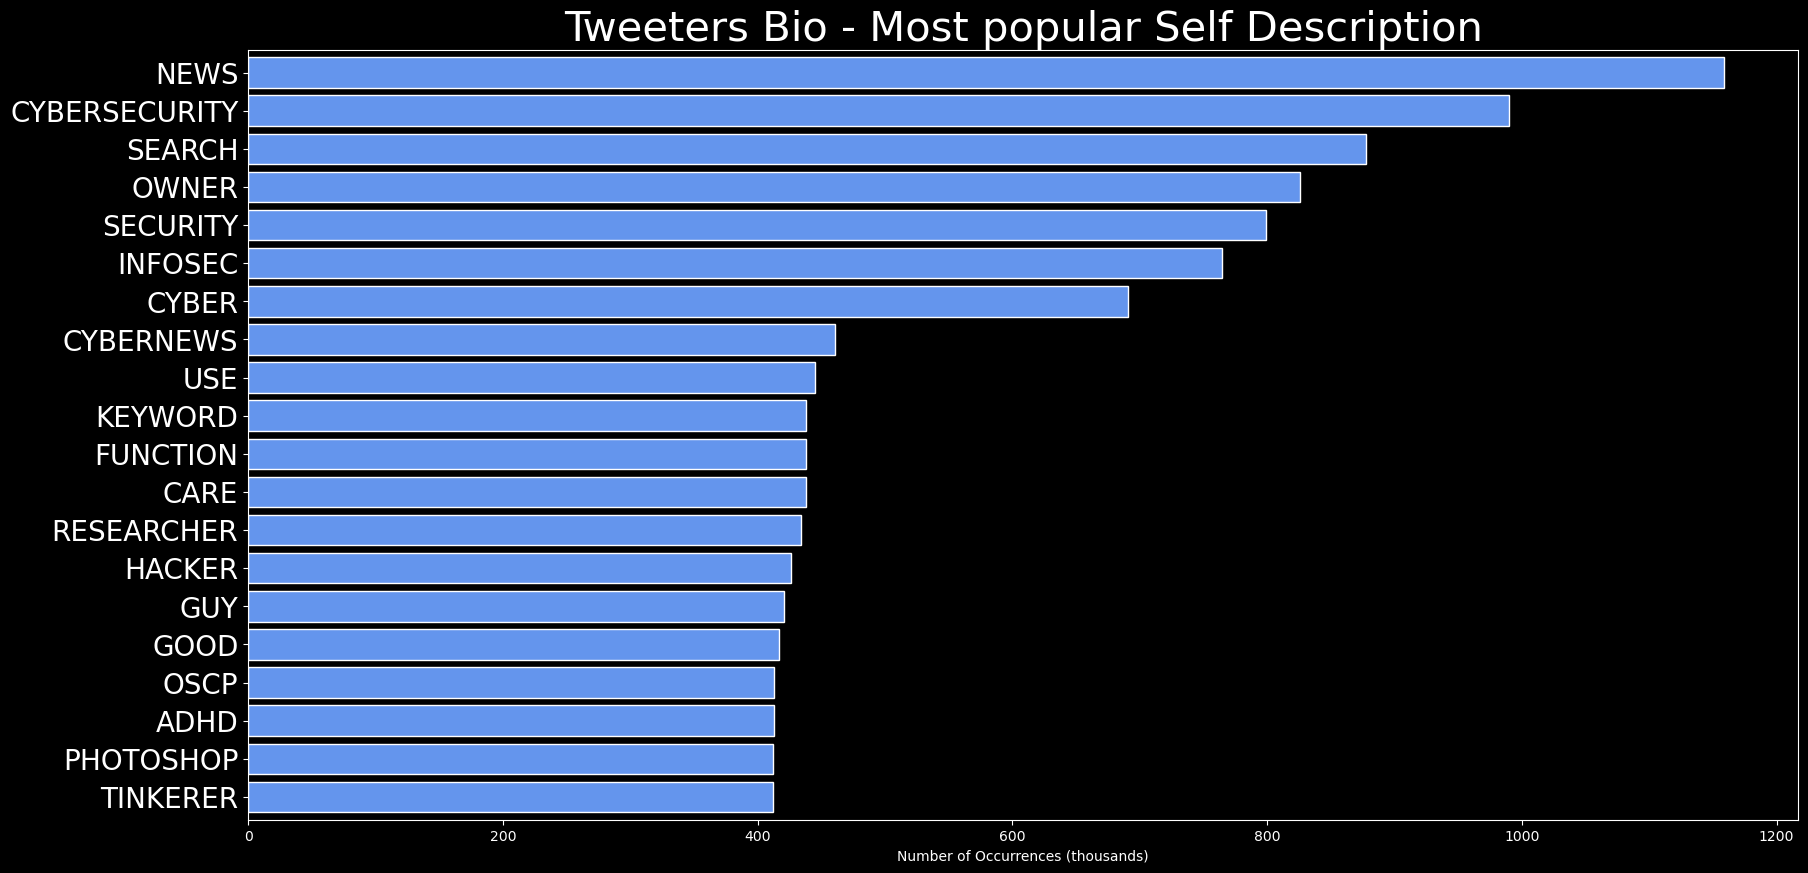 Tweeters Bio - Most popular Self Description
NEWS
CYBERSECURITY
SEARCH
OWNER
SECURITY
INFOSEC
CYBER
CYBERNEWS
USE
KEYWORD
FUNCTION
CARE
RESEARCHER
HACKER
GUY
GOOD
OSCP
ADHD
PHOTOSHOP
TINKERER
0 200 400 600 800 1000 1200
Number of Occurrences (thousands)